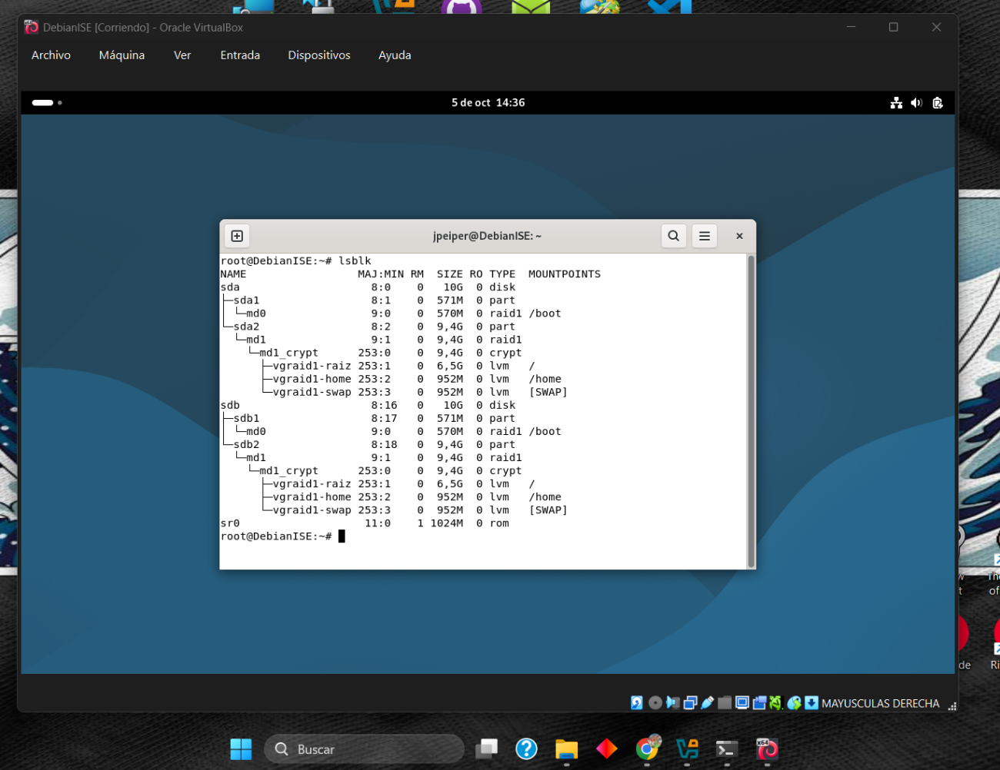 DebianISE [Corriendo] - Oracle VirtualBox
Archivo Máquina Ver Entrada Dispositivos Ayuda
5 de oct 14:36
jpeiper@DebianISE: ~
root@DebianISE:~# lsblk
NAME                 MAJ:MIN RM  SIZE RO TYPE  MOUNTPOINTS
sda                    8:0    0   10G  0 disk
├─sda1                 8:1    0  571M  0 part
│ └─md0                9:0    0  570M  0 raid1 /boot
└─sda2                 8:2    0  9,4G  0 part
  └─md1                9:1    0  9,4G  0 raid1
    └─md1_crypt      253:0    0  9,4G  0 crypt
      ├─vgraid1-raiz 253:1    0  6,5G  0 lvm   /
      ├─vgraid1-home 253:2    0  952M  0 lvm   /home
      └─vgraid1-swap 253:3    0  952M  0 lvm   [SWAP]
sdb                    8:16   0   10G  0 disk
├─sdb1                 8:17   0  571M  0 part
│ └─md0                9:0    0  570M  0 raid1 /boot
└─sdb2                 8:18   0  9,4G  0 part
  └─md1                9:1    0  9,4G  0 raid1
    └─md1_crypt      253:0    0  9,4G  0 crypt
      ├─vgraid1-raiz 253:1    0  6,5G  0 lvm   /
      ├─vgraid1-home 253:2    0  952M  0 lvm   /home
      └─vgraid1-swap 253:3    0  952M  0 lvm   [SWAP]
sr0                   11:0    1 1024M  0 rom
root@DebianISE:~#
MAYUSCULAS DERECHA
Buscar
x64